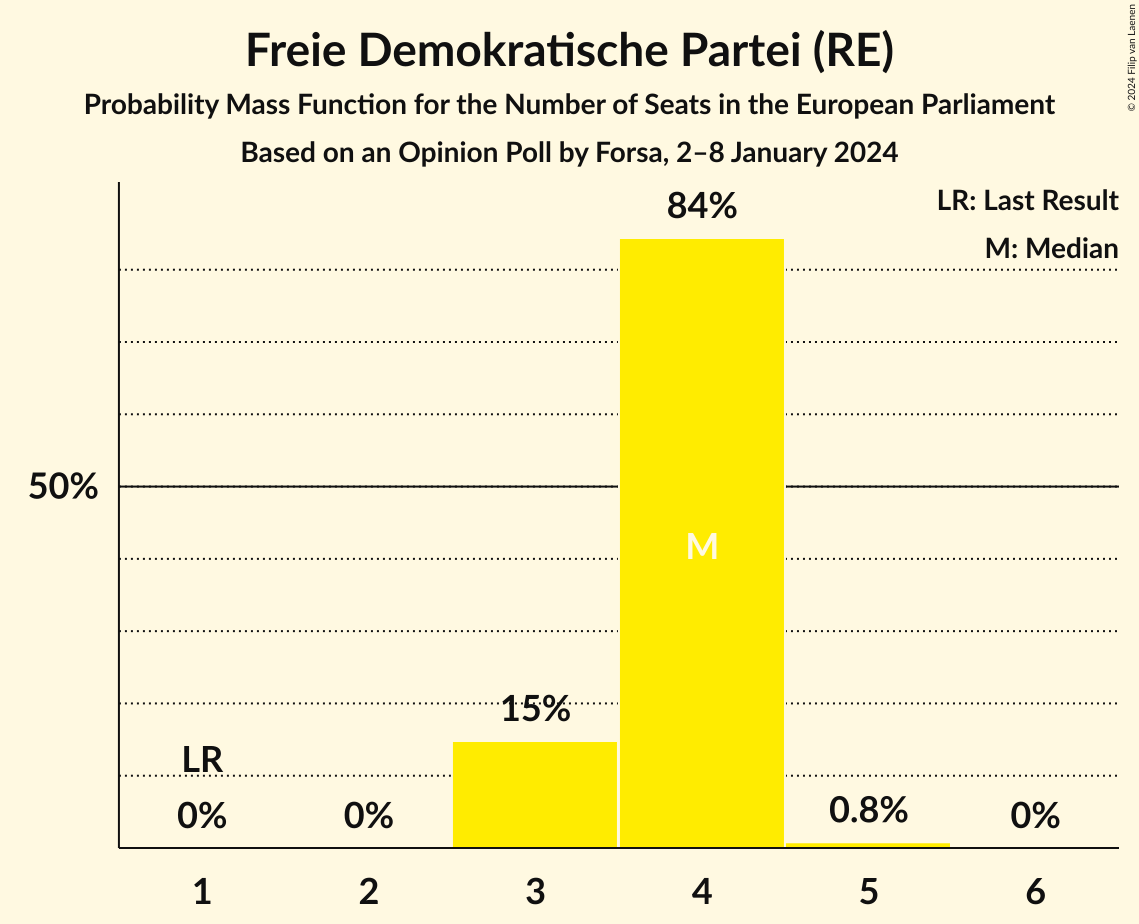 Freie Demokratische Partei (RE)
Probability Mass Function for the Number of Seats in the European Parliament
Based on an Opinion Poll by Forsa, 2–8 January 2024
© 2024 Filip van Laenen
LR: Last Result
M: Median
84%
50%
M
15%
LR
0%
0%
0.8%
0%
1
2
3
4
5
6